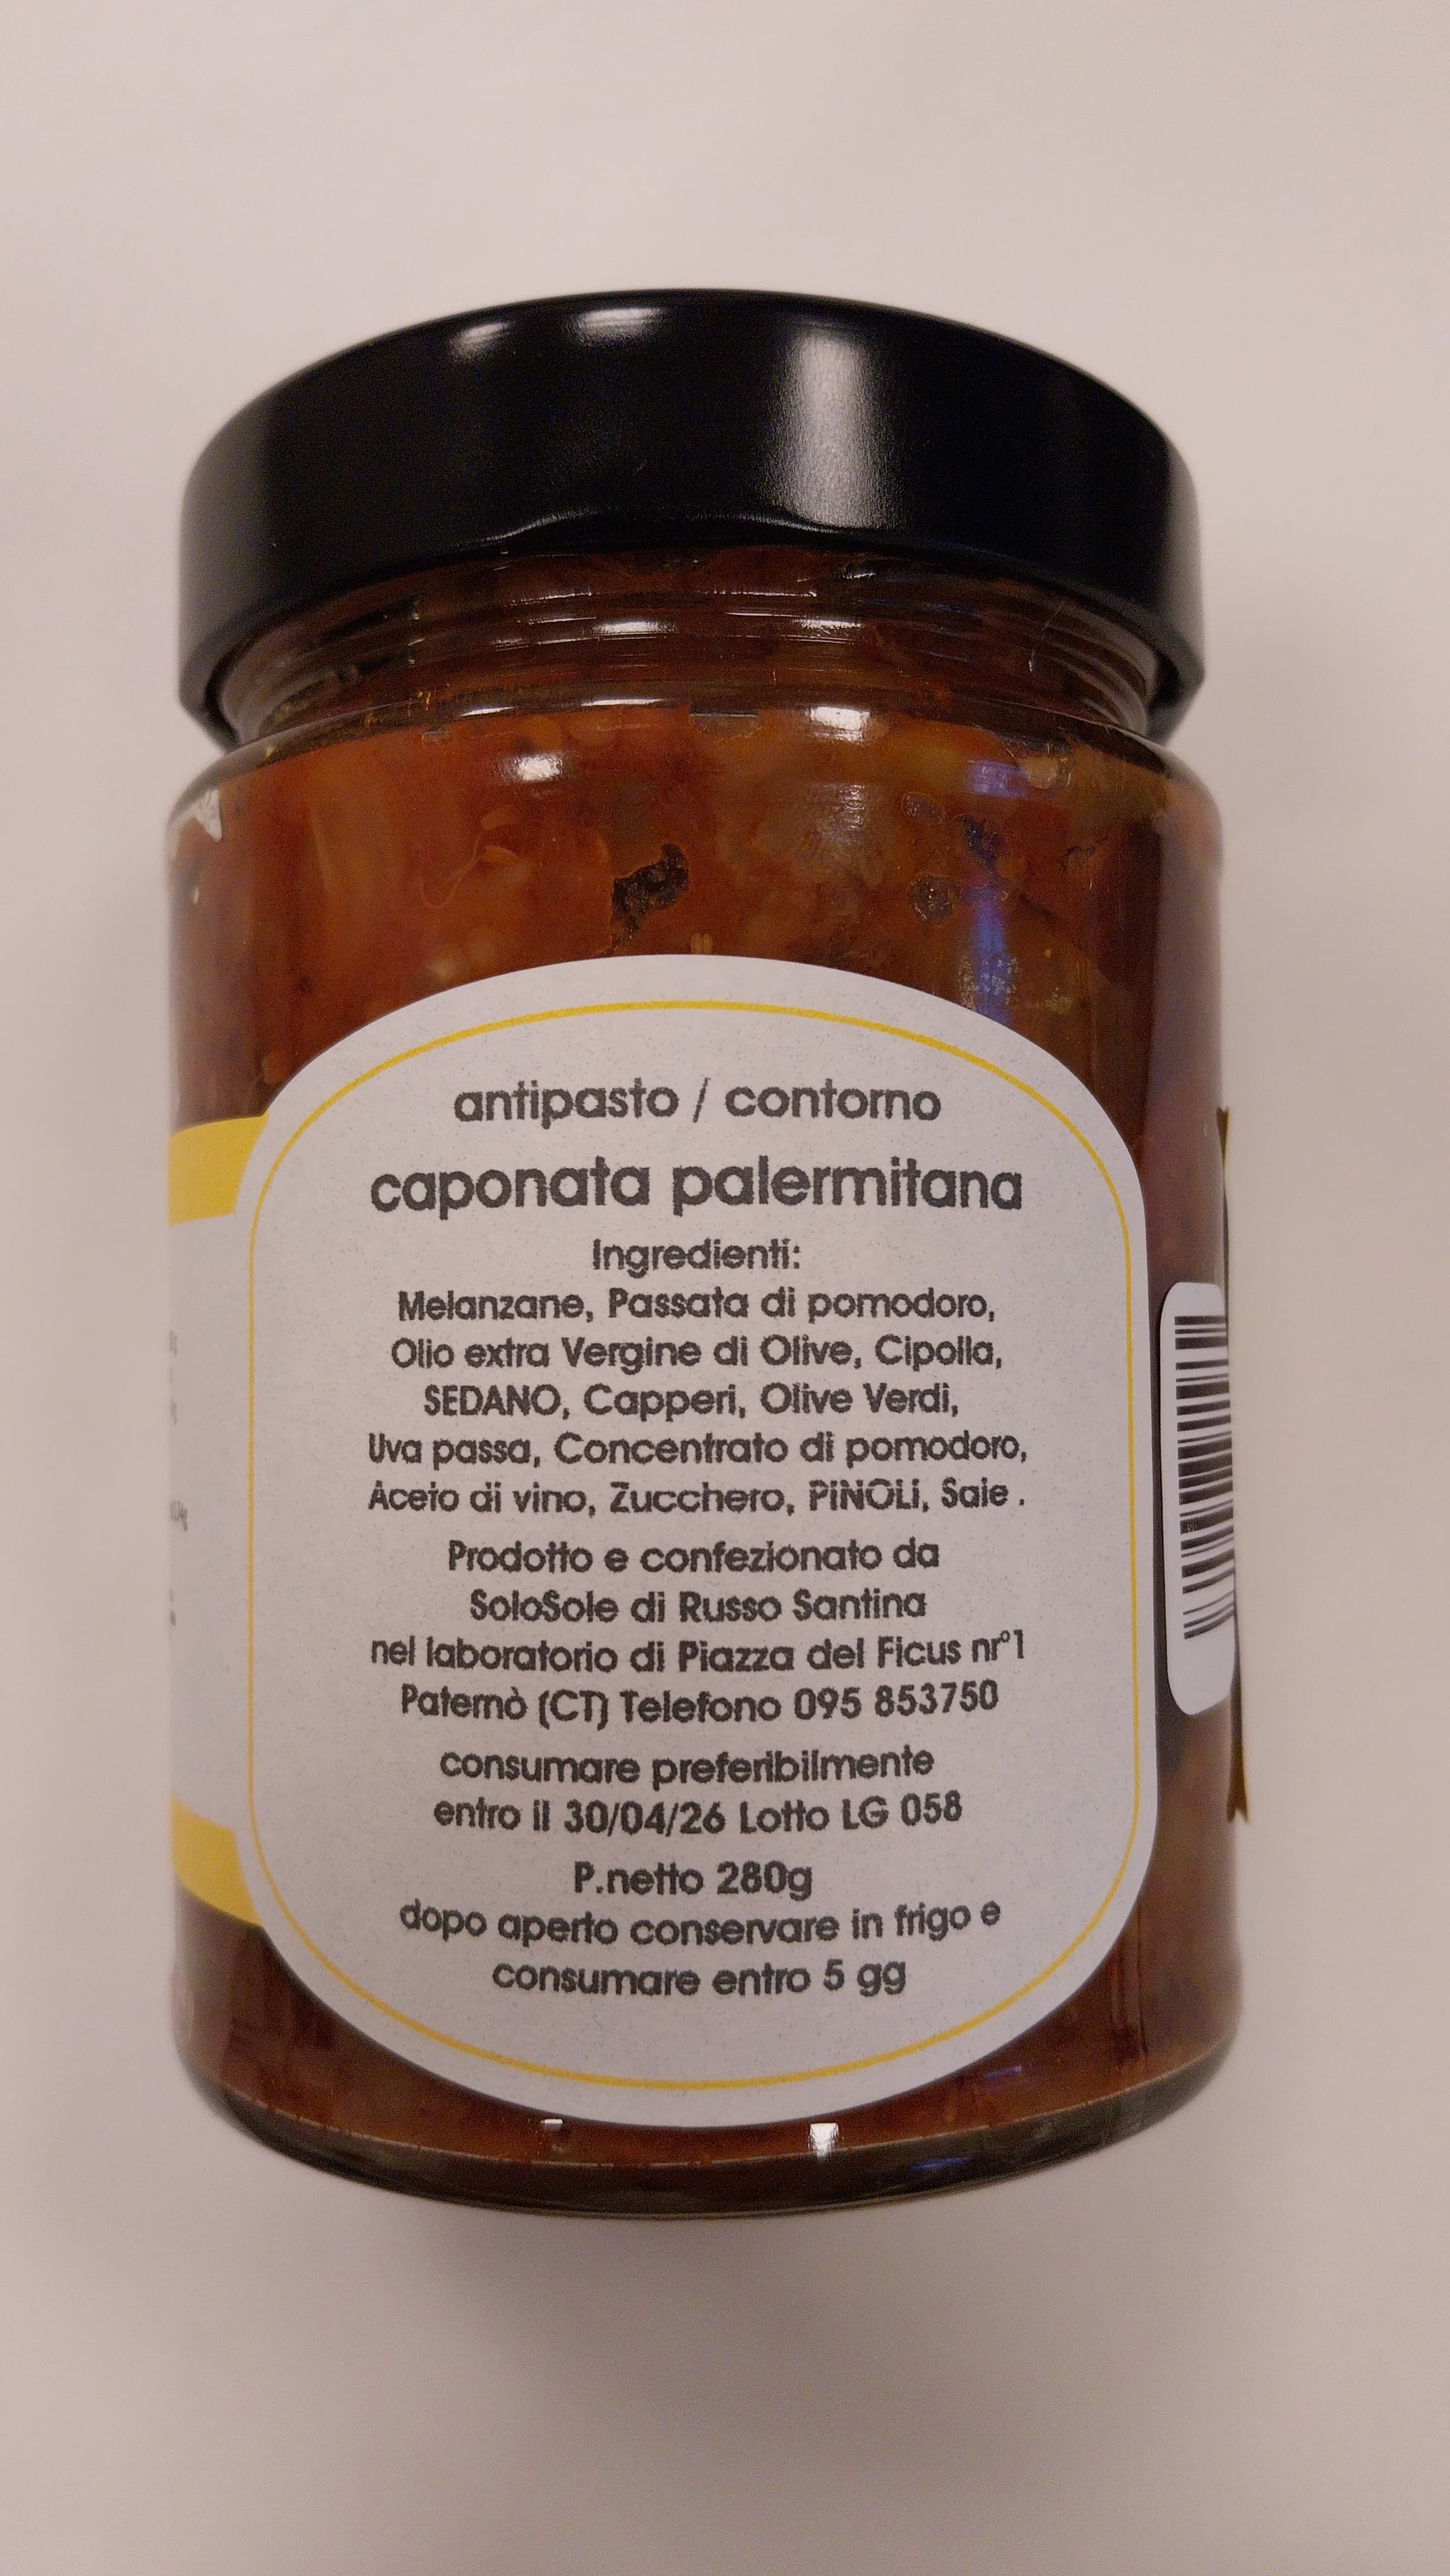 antipasto / contorno
caponata palermitana
Ingredienti:
Melanzane, Passata di pomodoro,
Olio extra Vergine di Olive, Cipolla,
SEDANO, Capperi, Olive Verdi,
Uva passa, Concentrato di pomodoro,
Aceto di vino, Zucchero, PiNOLi, Sale .
Prodotto e confezionato da
SoloSole di Russo Santina
nel laboratorio di Piazza del Ficus nr°1
Paternò (CT) Telefono 095 853750
consumare preferibilmente
entro il 30/04/26 Lotto LG 058
P.netto 280g
dopo aperto conservare in frigo e
consumare entro 5 gg